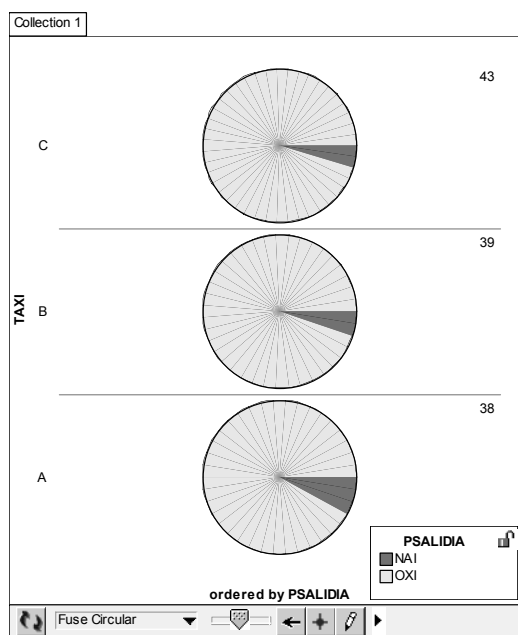 Collection 1
43
C
39
TAXI
B
38
A
PSALIDIA
NAI
OXI
ordered by PSALIDIA
Fuse Circular